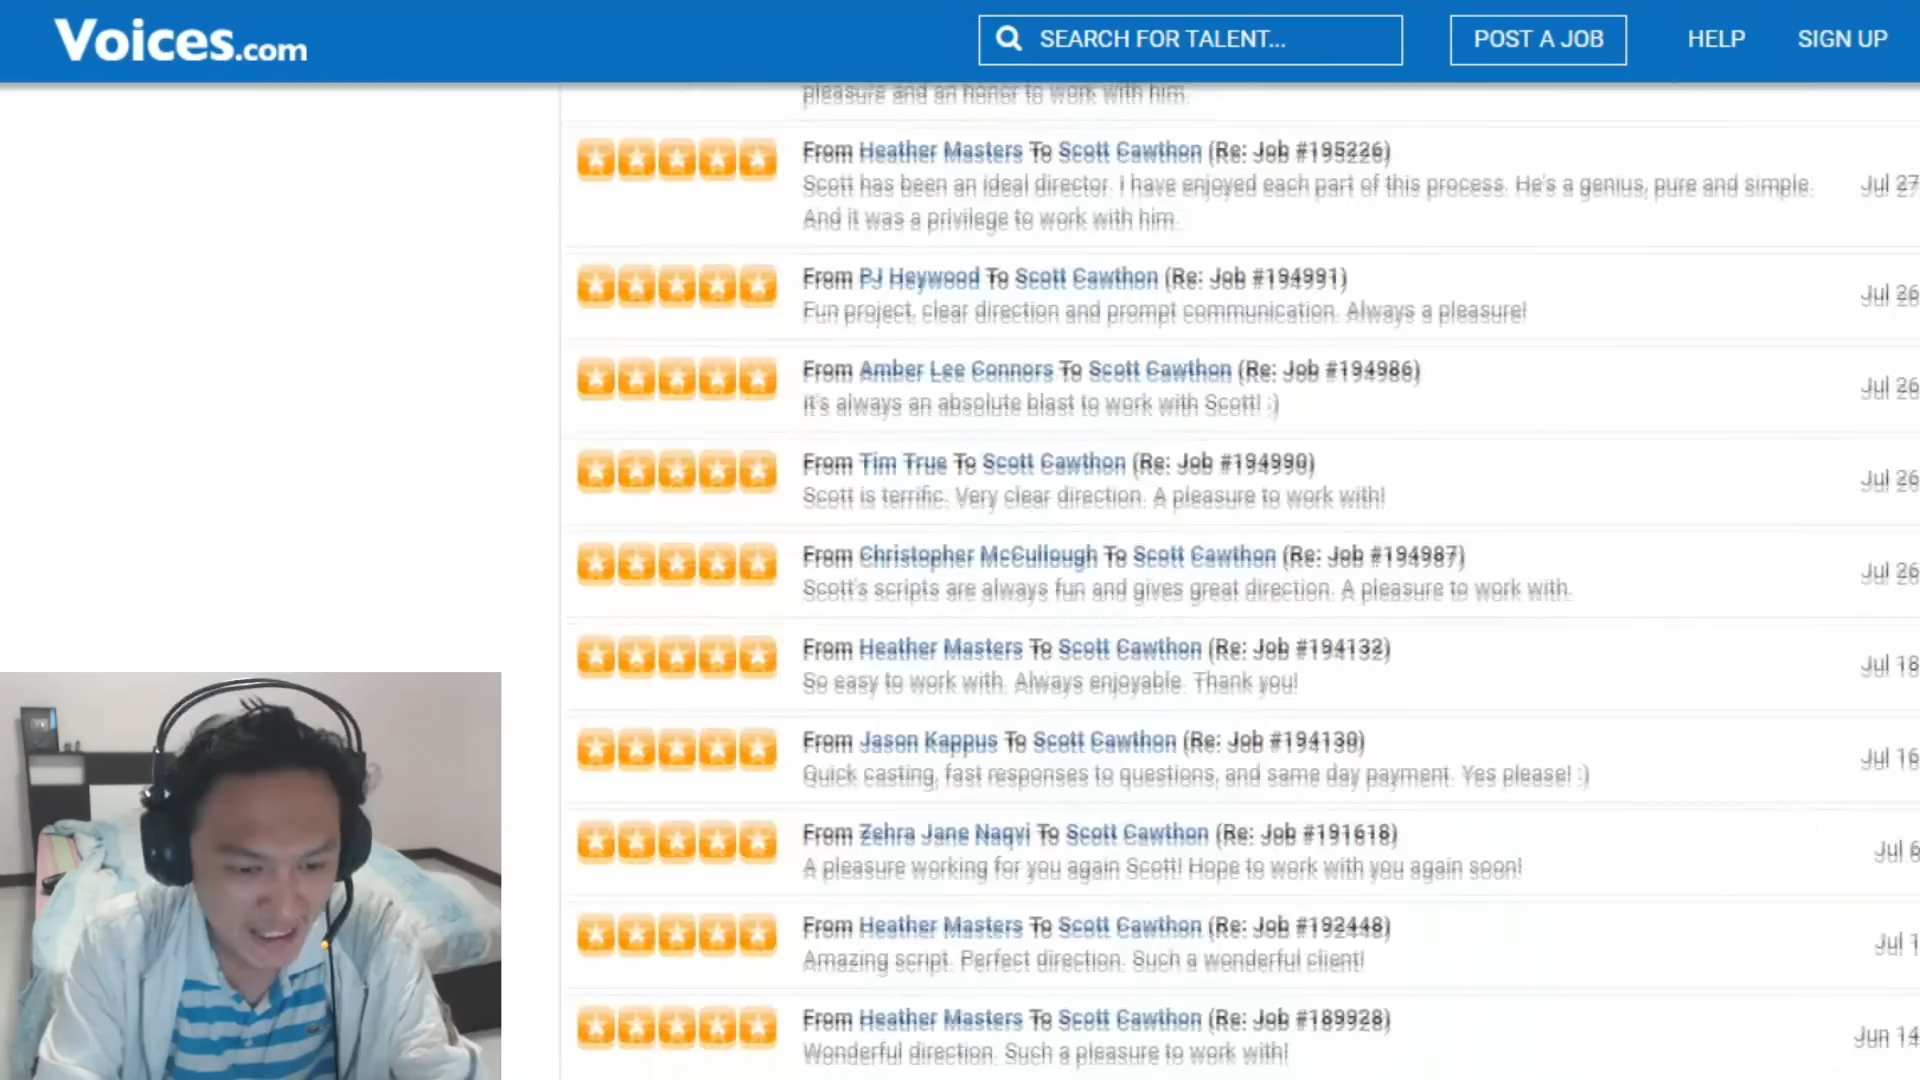 Voices.com
SEARCH FOR TALENT...
POST A JOB
HELP
SIGN UP
pleasure and an honor to work with him.
From Heather Masters To Scott Cawthon (Re: Job #195226)
Scott has been an ideal director. I have enjoyed each part of this process. He's a genius, pure and simple.
And it was a privilege to work with him.
Jul 27
From PJ Heywood To Scott Cawthon (Re: Job #194991)
Fun project, clear direction and prompt communication. Always a pleasure!
Jul 26
From Amber Lee Connors To Scott Cawthon (Re: Job #194986)
It's always an absolute blast to work with Scott! :)
Jul 26
From Tim True To Scott Cawthon (Re: Job #194990)
Scott is terrific. Very clear direction. A pleasure to work with!
Jul 26
From Christopher McCullough To Scott Cawthon (Re: Job #194987)
Scott's scripts are always fun and gives great direction. A pleasure to work with.
Jul 26
From Heather Masters To Scott Cawthon (Re: Job #194132)
So easy to work with. Always enjoyable. Thank you!
Jul 18
From Jason Kappus To Scott Cawthon (Re: Job #194130)
Quick casting, fast responses to questions, and same day payment. Yes please! :)
Jul 16
From Zehra Jane Naqvi To Scott Cawthon (Re: Job #191618)
A pleasure working for you again Scott! Hope to work with you again soon!
Jul 6
From Heather Masters To Scott Cawthon (Re: Job #192448)
Amazing script. Perfect direction. Such a wonderful client!
Jul 1
From Heather Masters To Scott Cawthon (Re: Job #189928)
Wonderful direction. Such a pleasure to work with!
Jun 14